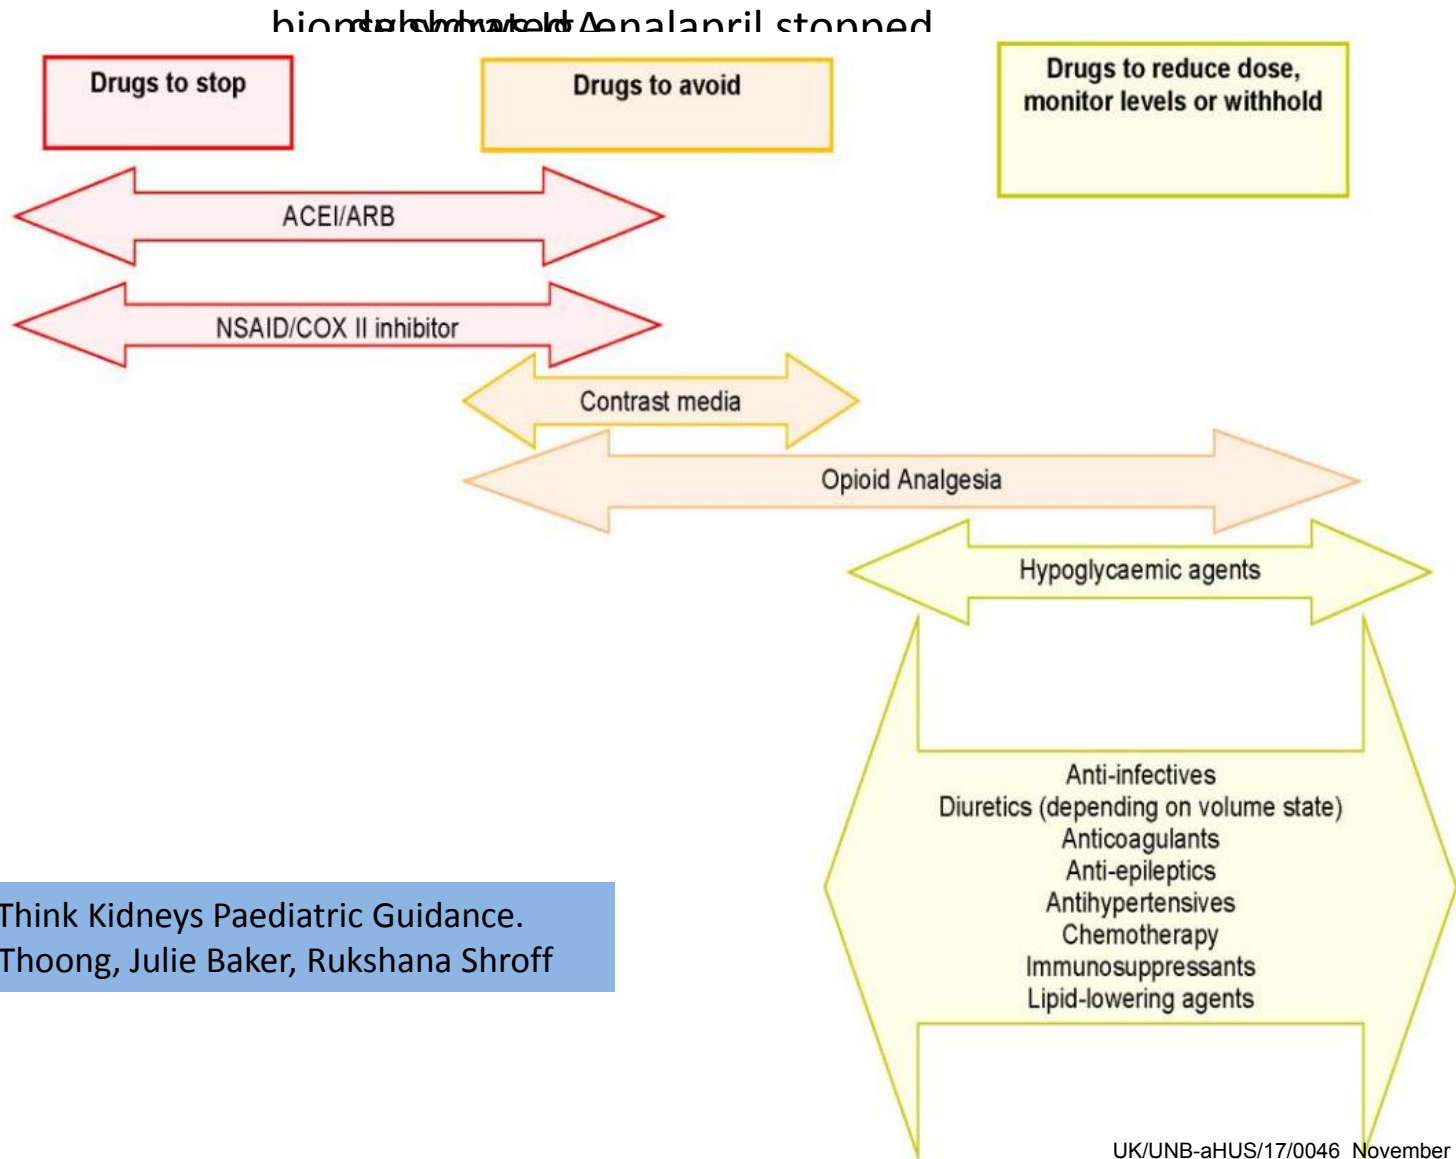 enalapril stopped
Drugs to stop
Drugs to avoid
Drugs to reduce dose,
monitor levels or withhold
ACEI/ARB
NSAID/COX II inhibitor
Contrast media
Opioid Analgesia
Hypoglycaemic agents
Anti-infectives
Diuretics (depending on volume state)
Anticoagulants
Anti-epileptics
Antihypertensives
Chemotherapy
Immunosuppressants
Lipid-lowering agents
Think Kidneys Paediatric Guidance.
Thoong, Julie Baker, Rukshana Shroff
UK/UNB-aHUS/17/0046 November